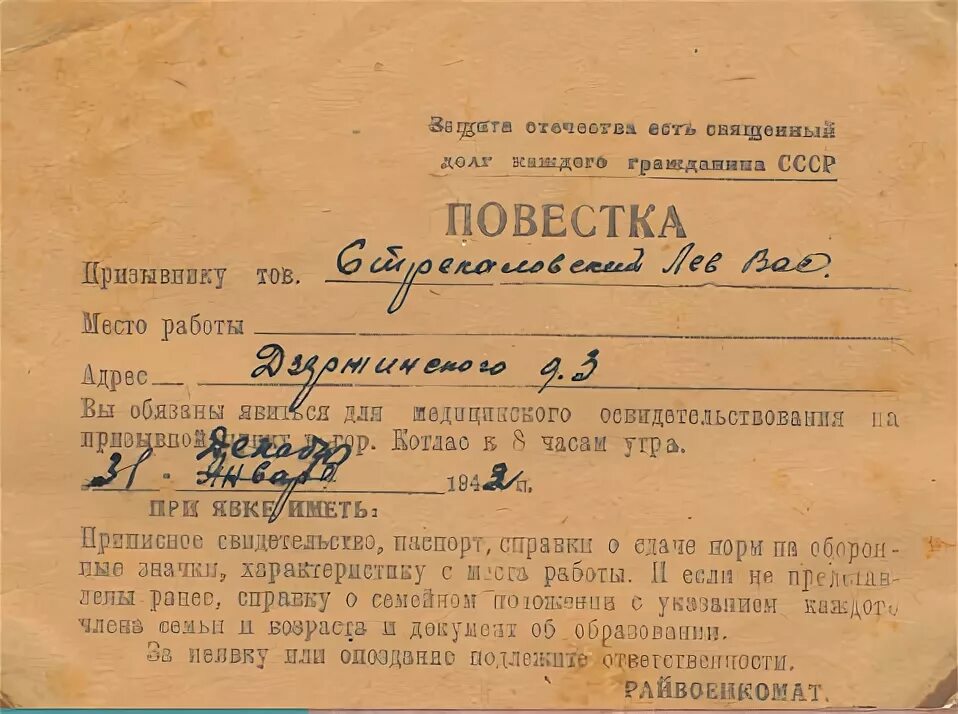 Защита отечества есть священный
долг каждого гражданина СССР
ПОВЕСТКА
Призывнику тов. Стрекаловский Лев Вас.
Место работы
Адрес Дзержинского д. 3
Вы обязаны явиться для медицинского освидетельствования на
призывной гор. Котлас к 8 часам утра.
Декабр
31 - Января 1942 г.
ПРИ ЯВКЕ ИМЕТЬ:
Приписное свидетельство, паспорт, справки о сдаче норм на оборон-
ные значки, характеристику с места работы. И если не представ-
лены ранее, справку о семейном положении с указанием каждого
члена семьи и возраста и документ об образовании.
За неявку или опоздание подлежите ответственности.
РАЙВОЕНКОМАТ.